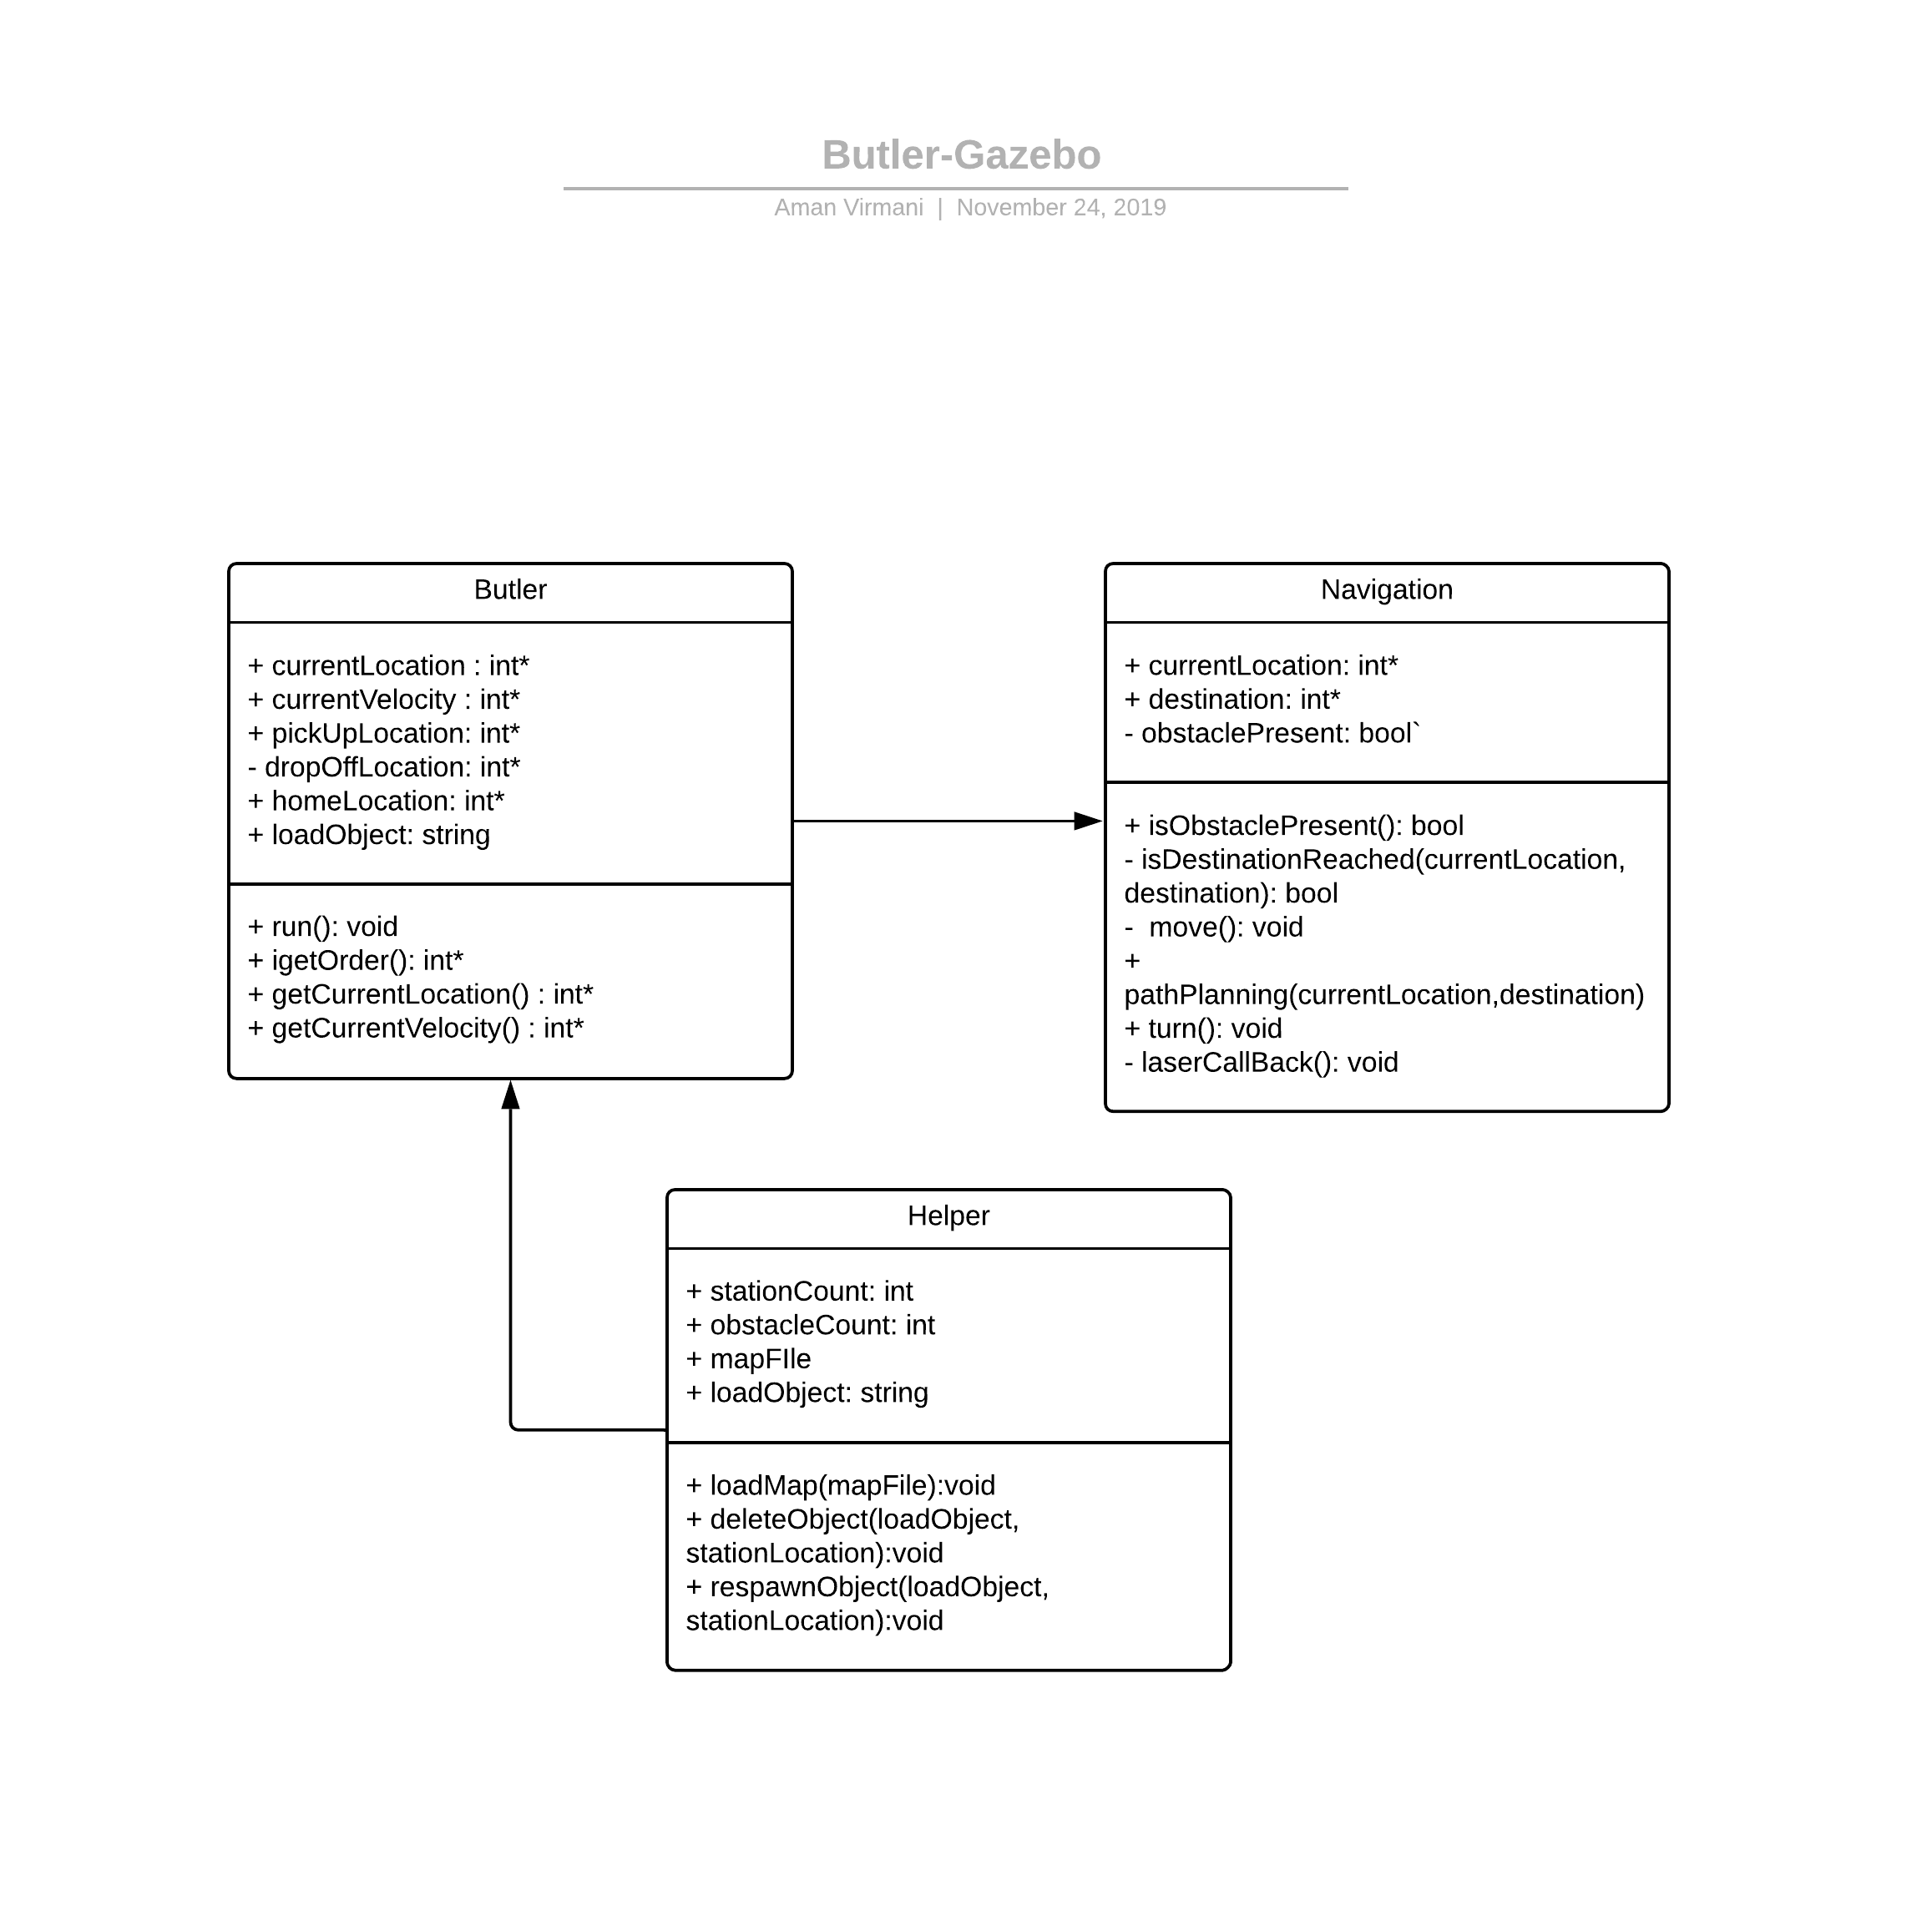 Butler-Gazebo
Aman Virmani | November 24, 2019
Butler
+ currentLocation : int*
+ currentVelocity : int*
+ pickUpLocation: int*
- dropOffLocation: int*
+ homeLocation: int*
+ loadObject: string
+ run(): void
+ igetOrder(): int*
+ getCurrentLocation() : int*
+ getCurrentVelocity() : int*
Navigation
+ currentLocation: int*
+ destination: int*
- obstaclePresent: bool`
+ isObstaclePresent(): bool
- isDestinationReached(currentLocation,
destination): bool
-  move(): void
+
pathPlanning(currentLocation,destination)
+ turn(): void
- laserCallBack(): void
Helper
+ stationCount: int
+ obstacleCount: int
+ mapFIle
+ loadObject: string
+ loadMap(mapFile):void
+ deleteObject(loadObject,
stationLocation):void
+ respawnObject(loadObject,
stationLocation):void